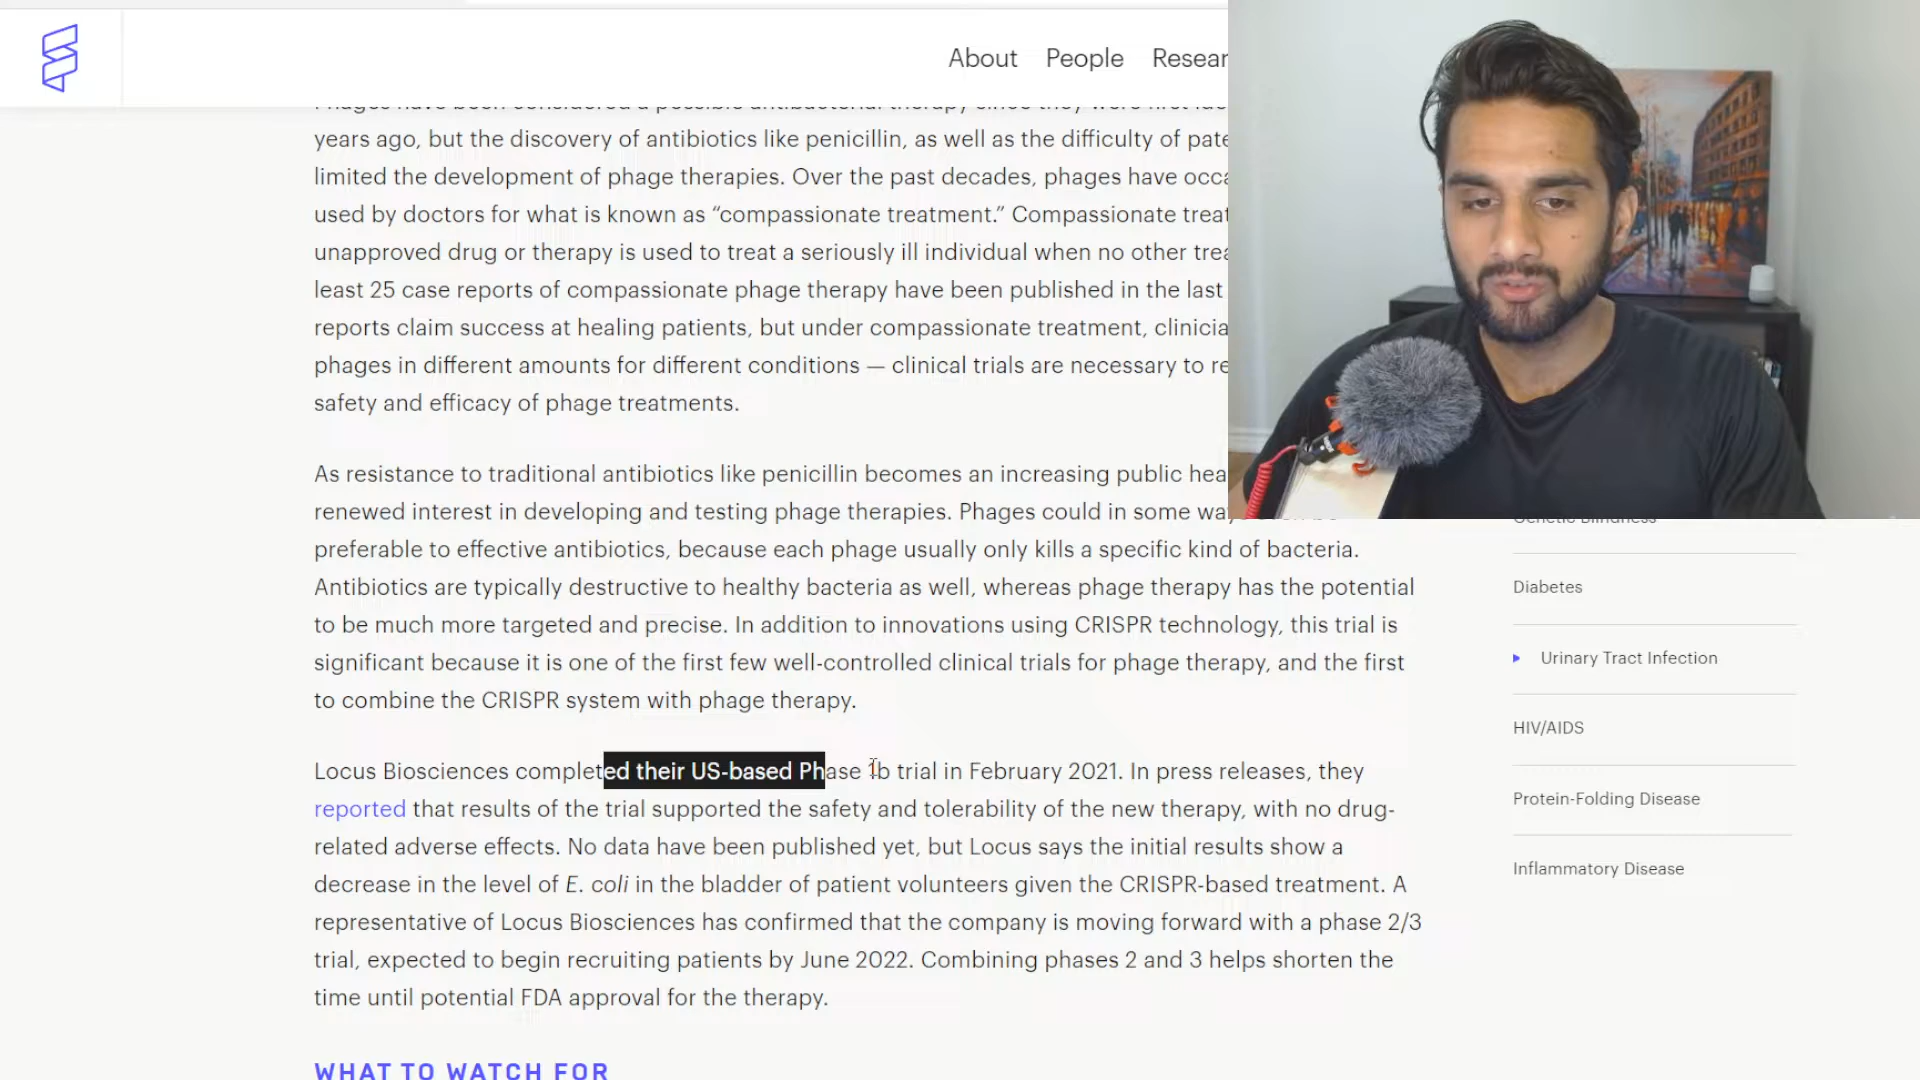 About People Resear
years ago, but the discovery of antibiotics like penicillin, as well as the difficulty of pate
limited the development of phage therapies. Over the past decades, phages have occa
used by doctors for what is known as “compassionate treatment.” Compassionate treat
unapproved drug or therapy is used to treat a seriously ill individual when no other trea
least 25 case reports of compassionate phage therapy have been published in the last
reports claim success at healing patients, but under compassionate treatment, clinicia
phages in different amounts for different conditions — clinical trials are necessary to re
safety and efficacy of phage treatments.
As resistance to traditional antibiotics like penicillin becomes an increasing public hea
renewed interest in developing and testing phage therapies. Phages could in some
preferable to effective antibiotics, because each phage usually only kills a specific kind of bacteria.
Antibiotics are typically destructive to healthy bacteria as well, whereas phage therapy has the potential
to be much more targeted and precise. In addition to innovations using CRISPR technology, this trial is
significant because it is one of the first few well-controlled clinical trials for phage therapy, and the first
to combine the CRISPR system with phage therapy.
Locus Biosciences completed their US-based Phase 1b trial in February 2021. In press releases, they
reported that results of the trial supported the safety and tolerability of the new therapy, with no drug-
related adverse effects. No data have been published yet, but Locus says the initial results show a
decrease in the level of E. coli in the bladder of patient volunteers given the CRISPR-based treatment. A
representative of Locus Biosciences has confirmed that the company is moving forward with a phase 2/3
trial, expected to begin recruiting patients by June 2022. Combining phases 2 and 3 helps shorten the
time until potential FDA approval for the therapy.
WHAT TO WATCH FOR
Diabetes
Urinary Tract Infection
HIV/AIDS
Protein-Folding Disease
Inflammatory Disease